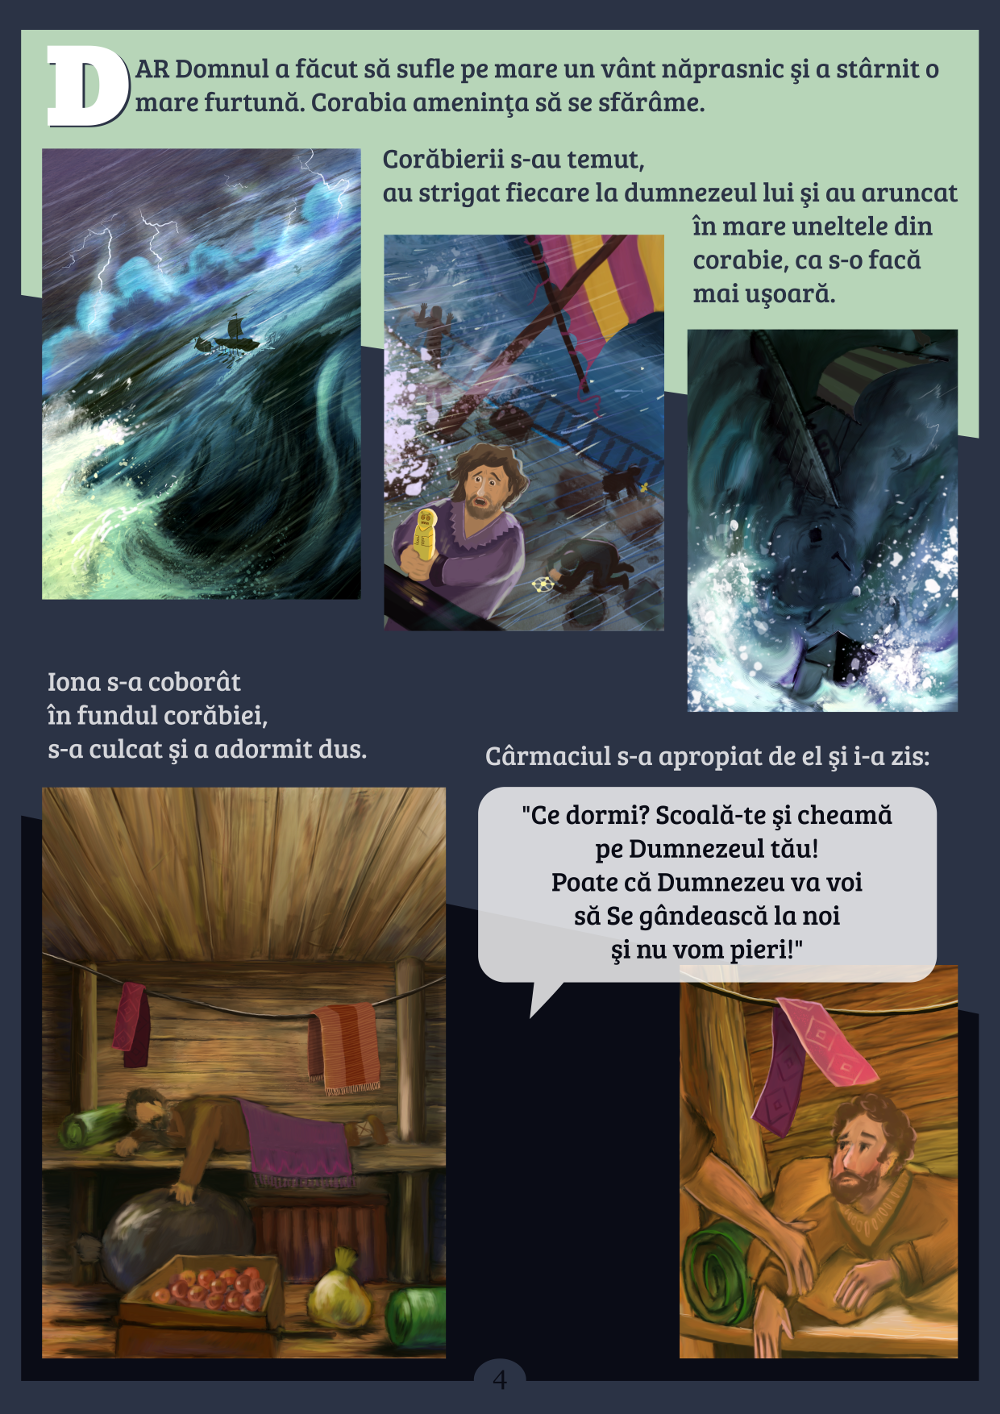 DAR Domnul a făcut să sufle pe mare un vânt năprasnic şi a stârnit o
mare furtună. Corabia ameninţa să se sfărâme.
Corăbierii s-au temut,
au strigat fiecare la dumnezeul lui şi au aruncat
în mare uneltele din
corabie, ca s-o facă
mai uşoară.
Iona s-a coborât
în fundul corăbiei,
s-a culcat şi a adormit dus.
Cârmaciul s-a apropiat de el şi i-a zis:
"Ce dormi? Scoală-te şi cheamă
pe Dumnezeul tău!
Poate că Dumnezeu va voi
să Se gândească la noi
şi nu vom pieri!"
4